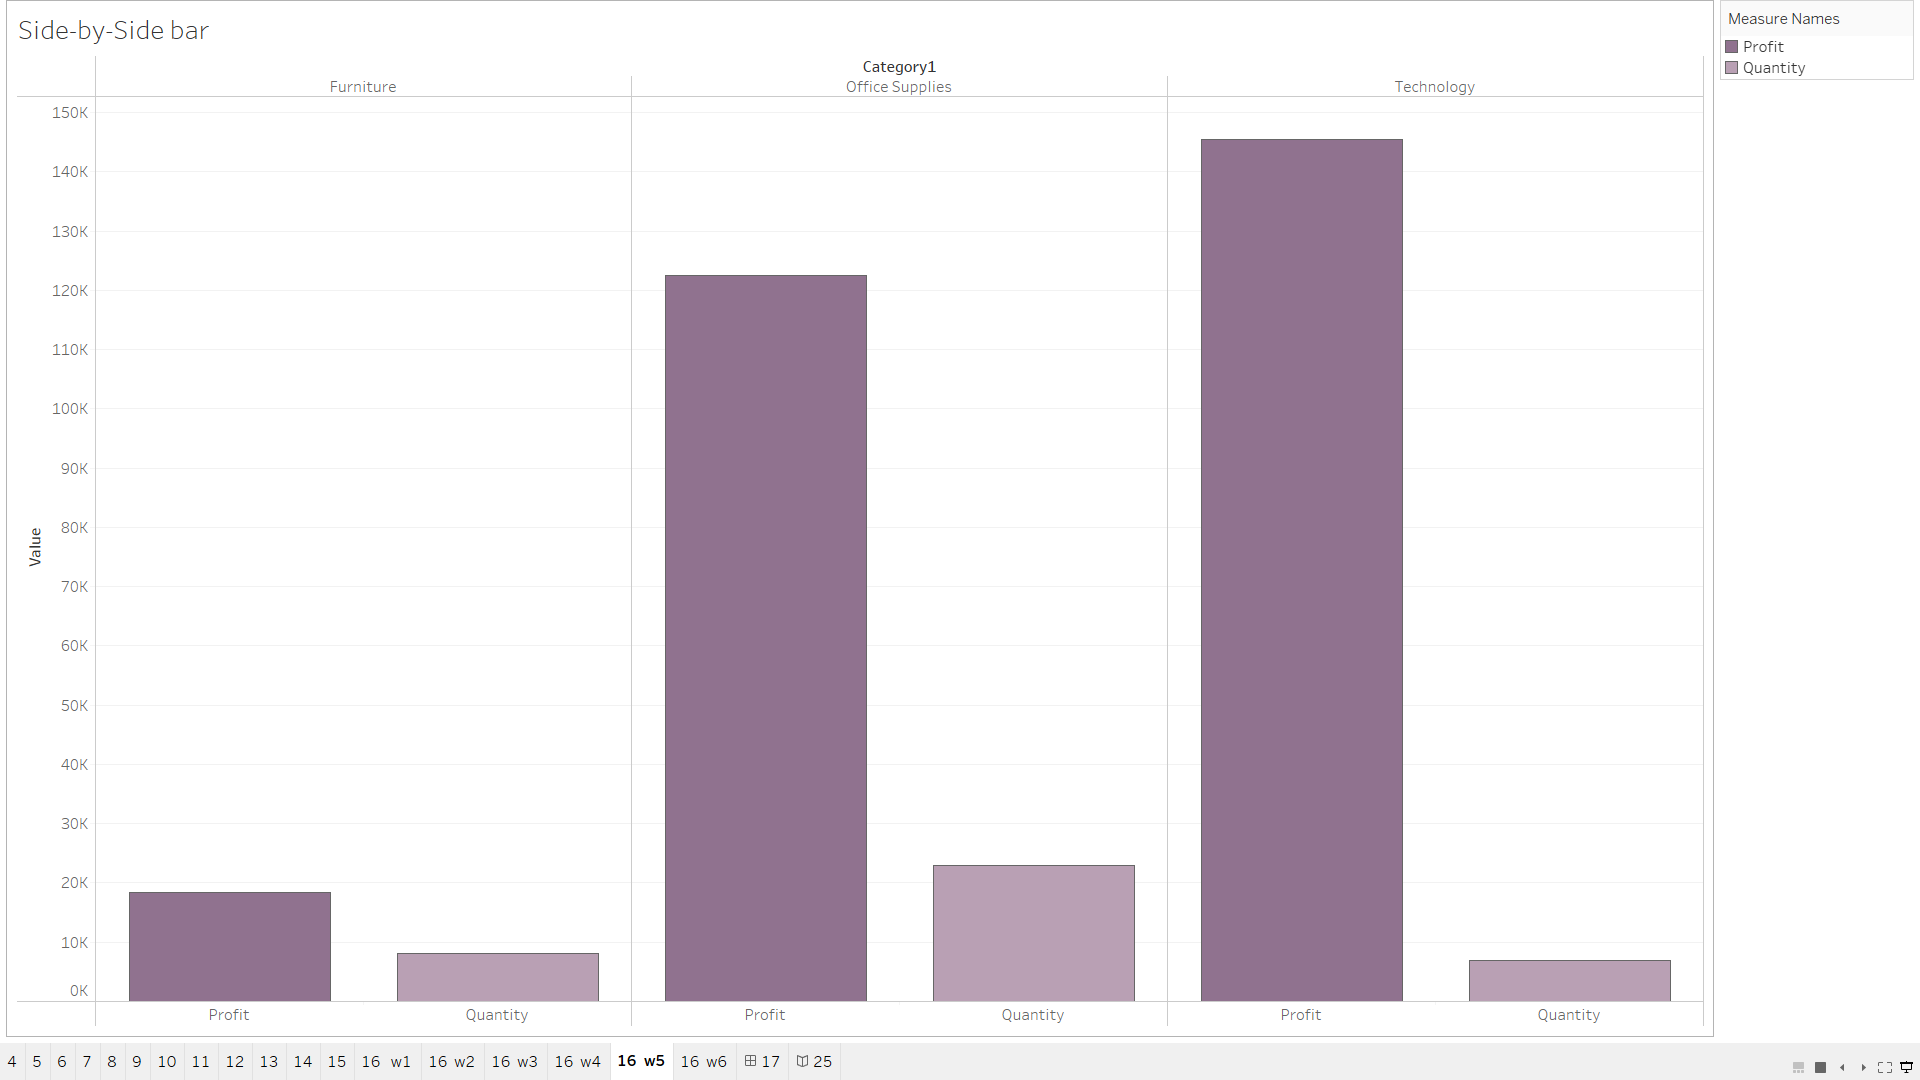 Side-by-Side bar
Measure Names
Profit
Quantity
Category1
Furniture Office Supplies Technology
150K
140K
130K
120K
110K
100K
90K
80K
70K
60K
50K
40K
30K
20K
10K
0K
Value
Profit Quantity Profit Quantity Profit Quantity
4 5 6 7 8 9 10 11 12 13 14 15 16 w1 16 w2 16 w3 16 w4 16 w5 16 w6 17 25